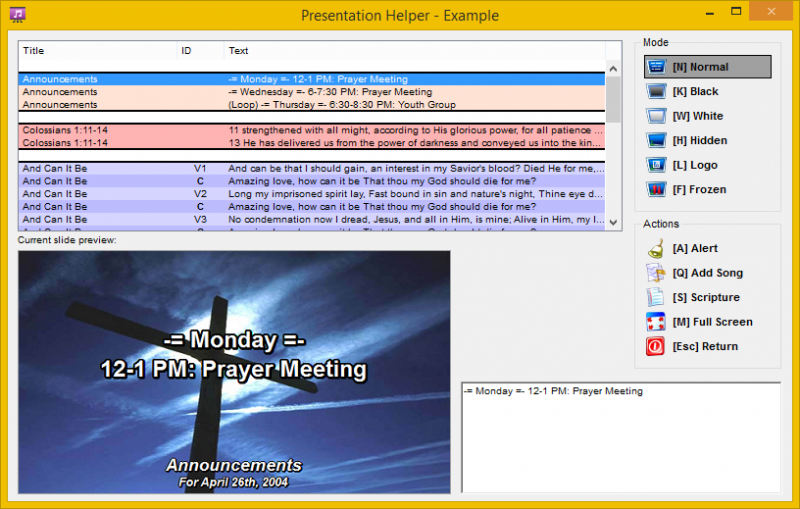 Presentation Helper - Example
Title ID Text
Announcements -= Monday =- 12-1 PM: Prayer Meeting
Announcements -= Wednesday =- 6-7:30 PM: Prayer Meeting
Announcements (Loop) -= Thursday =- 6:30-8:30 PM: Youth Group
Colossians 1:11-14 11 strengthened with all might, according to His glorious power, for all patience ...
Colossians 1:11-14 13 He has delivered us from the power of darkness and conveyed us into the kin...
And Can It Be V1 And can be that I should gain, an interest in my Savior's blood? Died He for me,...
And Can It Be C Amazing love, how can it be That thou my God should die for me?
And Can It Be V2 Long my imprisoned spirit lay, Fast bound in sin and nature's night, Thine eye d...
And Can It Be C Amazing love, how can it be That thou my God should die for me?
And Can It Be V3 No condemnation now I dread, Jesus, and all in Him, is mine; Alive in Him, my l...
Current slide preview:
-= Monday =-
12-1 PM: Prayer Meeting
Announcements
For April 26th, 2004
Mode
[N] Normal
[K] Black
[W] White
[H] Hidden
[L] Logo
[F] Frozen
Actions
[A] Alert
[Q] Add Song
[S] Scripture
[M] Full Screen
[Esc] Return
-= Monday =- 12-1 PM: Prayer Meeting